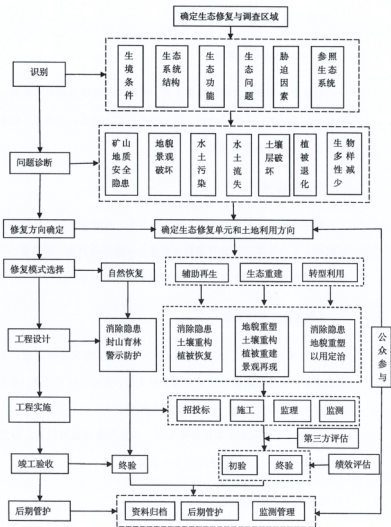 确定生态修复与调查区域
识别
生境条件
生态系统结构
生态功能
生态问题
胁迫因素
参照生态系统
问题诊断
矿山地质安全隐患
地貌景观破坏
水土污染
水土流失
土壤层破坏
植被退化
生物多样性减少
修复方向确定
确定生态修复单元和土地利用方向
修复模式选择
自然恢复
辅助再生
生态重建
转型利用
工程设计
消除隐患
封山育林
警示防护
消除隐患
土壤重构
植被恢复
地貌重塑
土壤重构
植被重建
景观再现
消除隐患
地貌重塑
以用定治
公众参与
工程实施
招投标
施工
监理
监测
第三方评估
竣工验收
终验
初验
终验
绩效评估
后期管护
资料归档
后期管护
监测管理